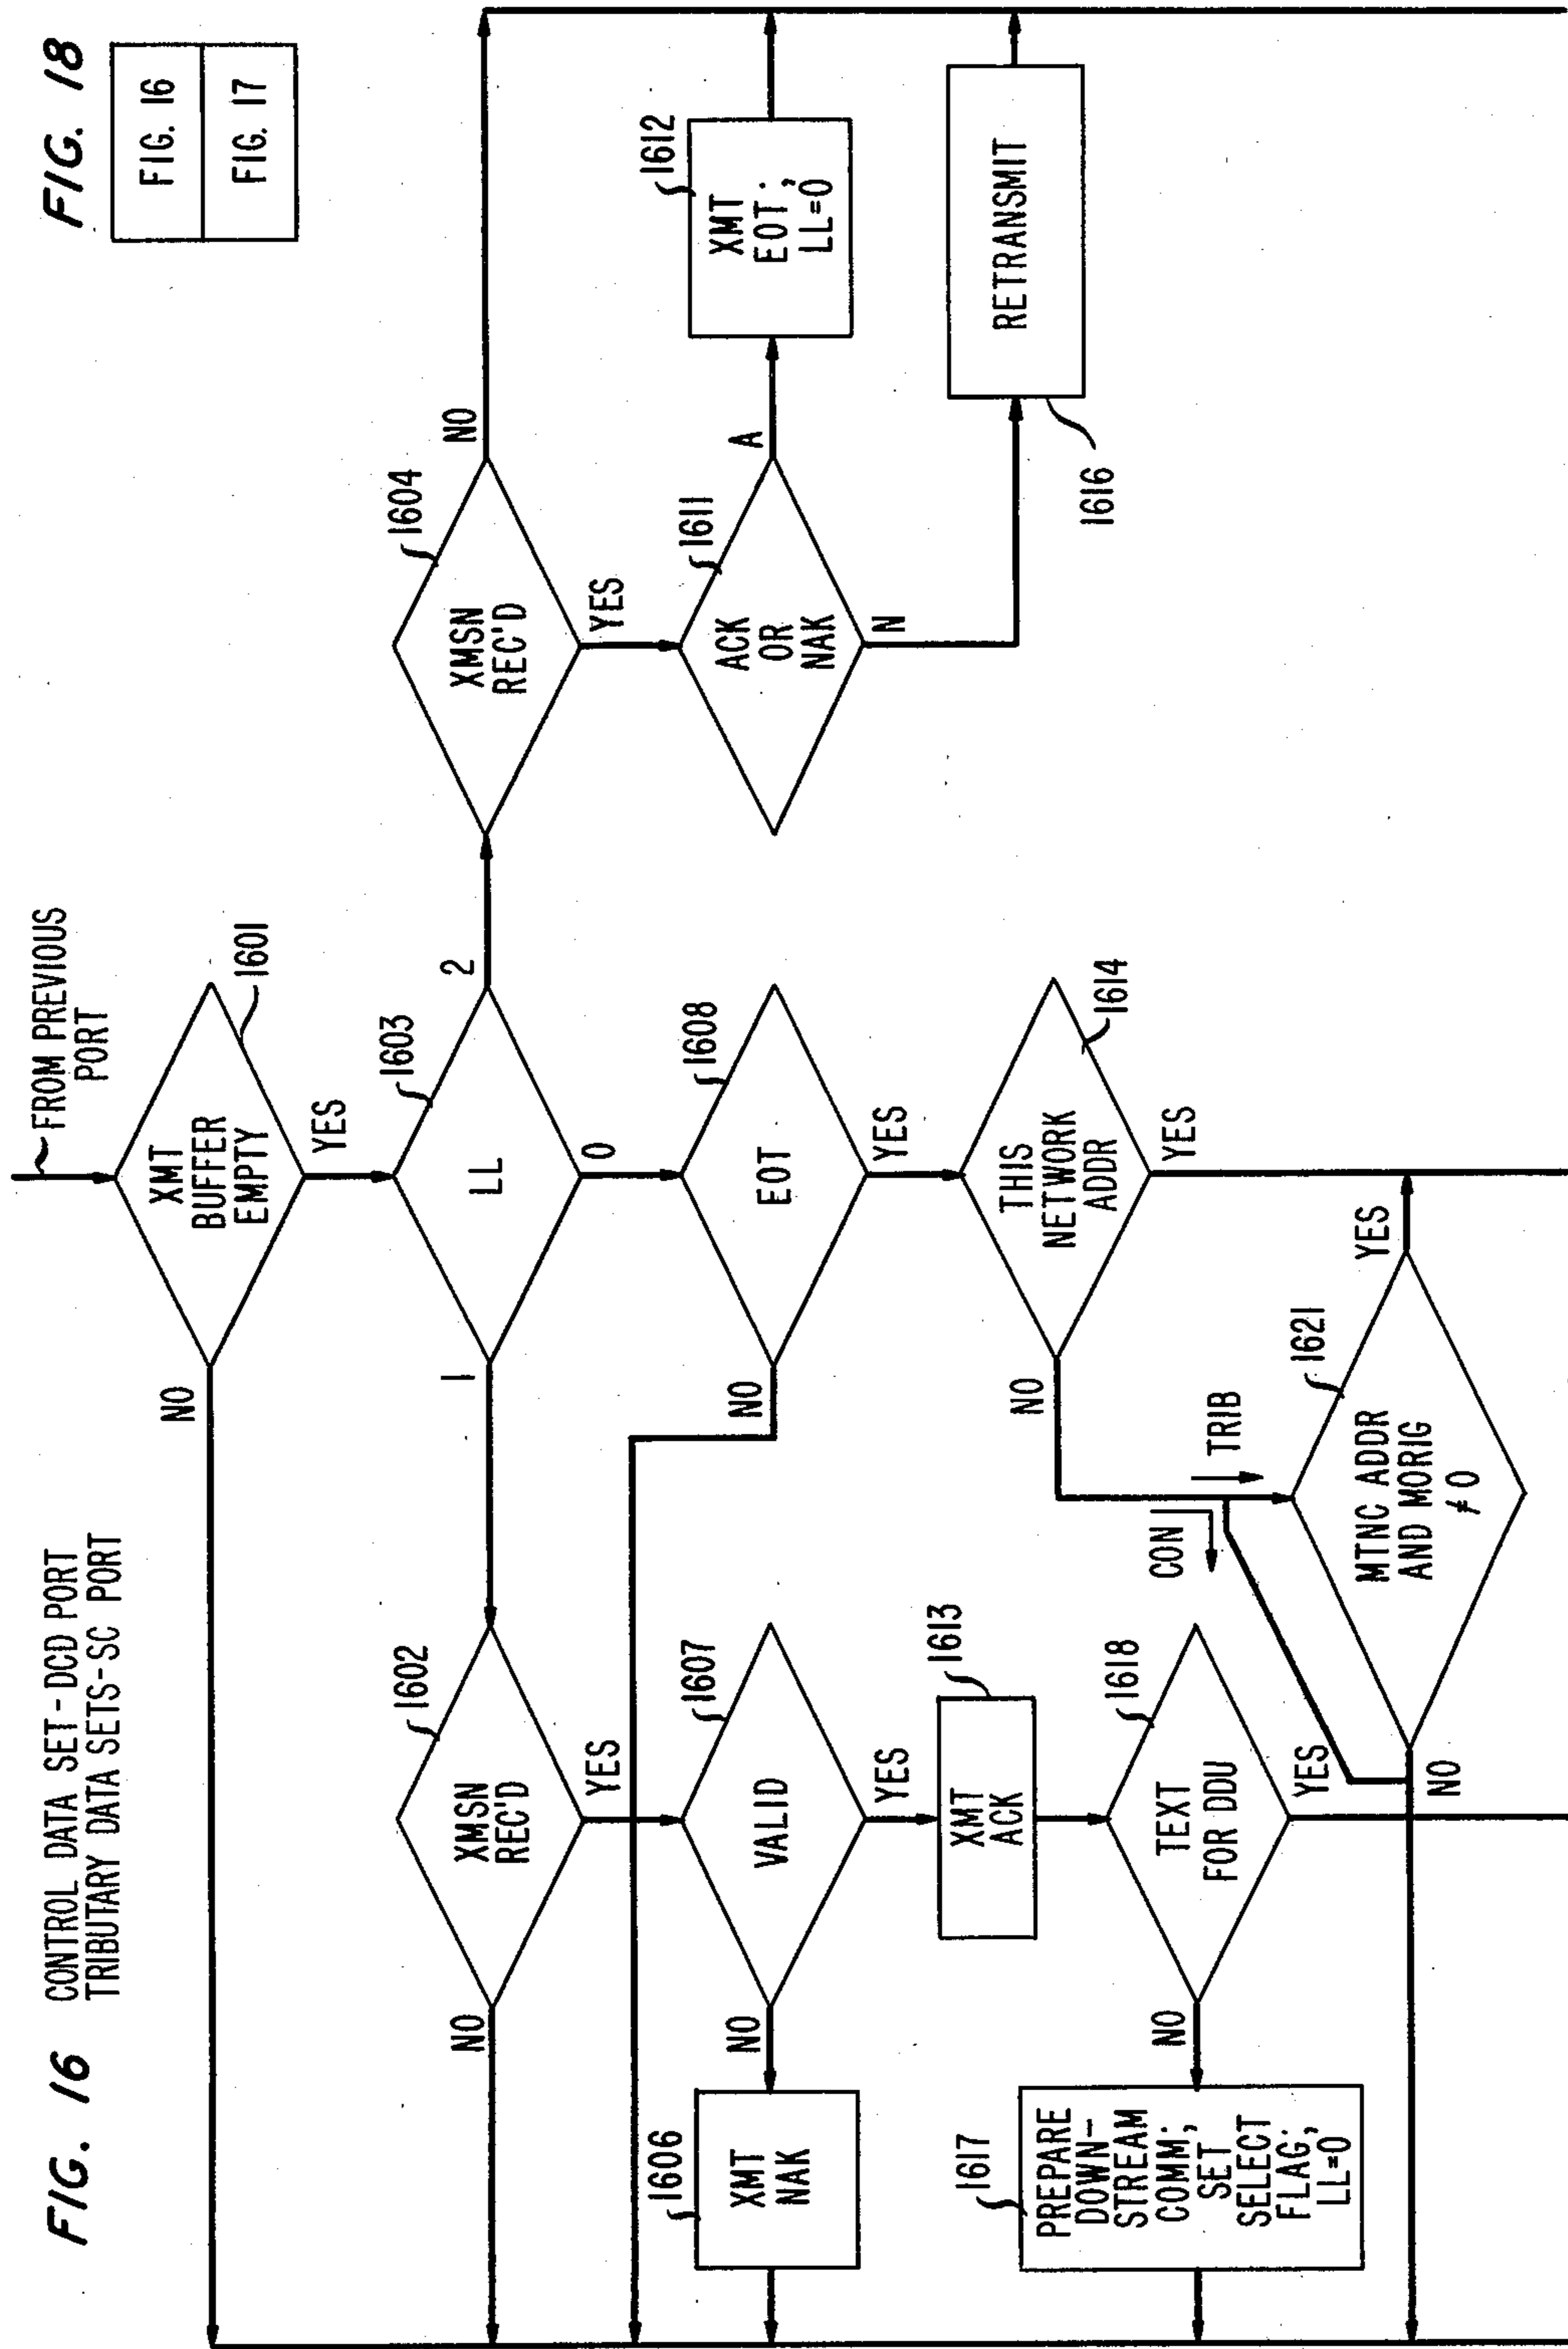 FIG. 16
CONTROL DATA SET-DCD PORT
TRIBUTARY DATA SETS-SC PORT
FIG. 18
FIG. 16
FIG. 17
FROM PREVIOUS
PORT
XMT
BUFFER
EMPTY
1601
NO
YES
LL
1603
1
2
0
XMSN
REC'D
1602
NO
YES
XMSN
REC'D
1604
NO
YES
VALID
1607
NO
YES
XMT
NAK
1606
EOT
1608
NO
YES
ACK
OR
NAK
1611
A
N
XMT
EOT;
LL=0
1612
XMT
ACK
1613
THIS
NETWORK
ADDR
1614
NO
YES
RETRANSMIT
1616
PREPARE
DOWN-
STREAM
COMM;
SET
SELECT
FLAG;
LL=0
1617
TEXT
FOR DDU
1618
NO
YES
CON
TRIB
MTNC ADDR
AND MORIG
≠0
1621
NO
YES